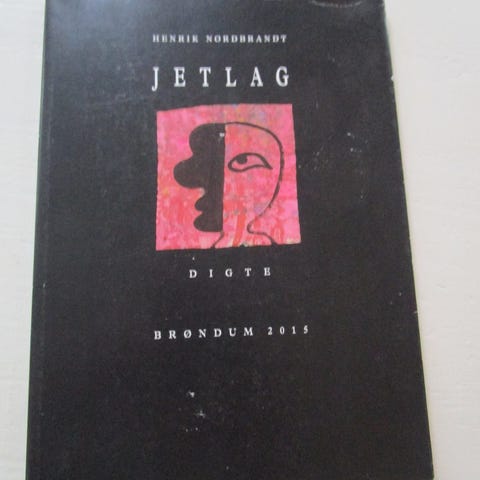 HENRIK NORDBRANDT
JETLAG
DIGTE
BRØNDUM 2015